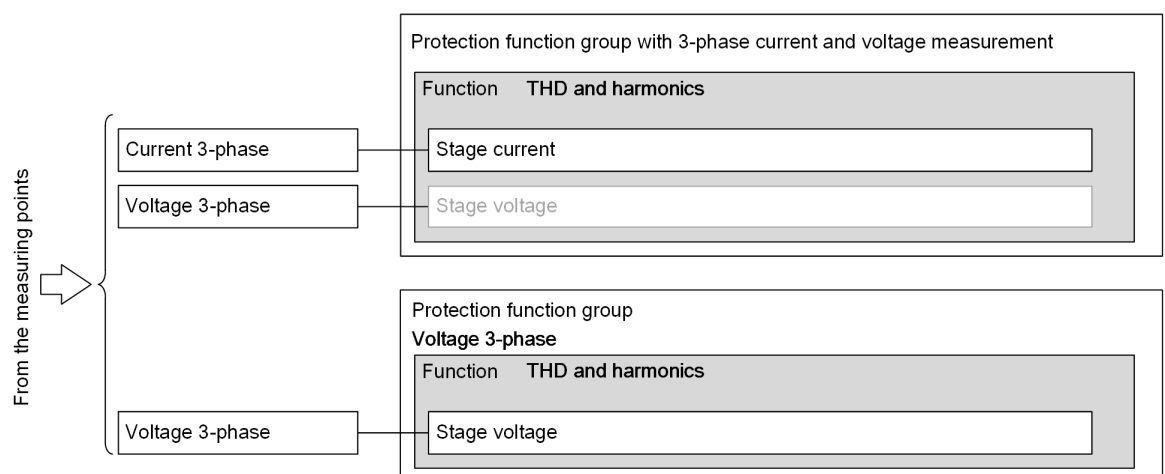 Protection function group with 3-phase current and voltage measurement
Function THD and harmonics
Current 3-phase
Stage current
Voltage 3-phase
Stage voltage
From the measuring points
Protection function group
Voltage 3-phase
Function THD and harmonics
Voltage 3-phase
Stage voltage